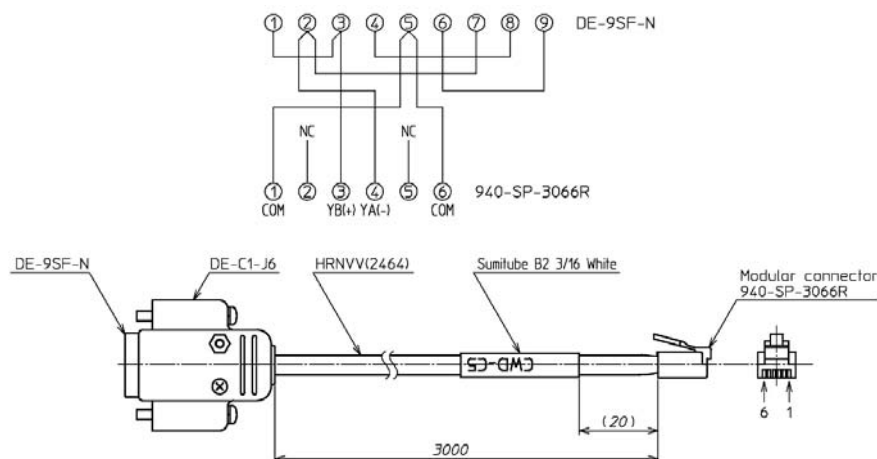 ① ② ③ ④ ⑤ ⑥ ⑦ ⑧ ⑨ DE-9SF-N
NC NC
① ② ③ ④ ⑤ ⑥ 940-SP-3066R
COM YB(+) YA(-) COM
DE-9SF-N DE-C1-J6 HRNVV(2464) Sumitube B2 3/16 White
Modular connector
940-SP-3066R
CWD-C5
6 1
(20)
3000